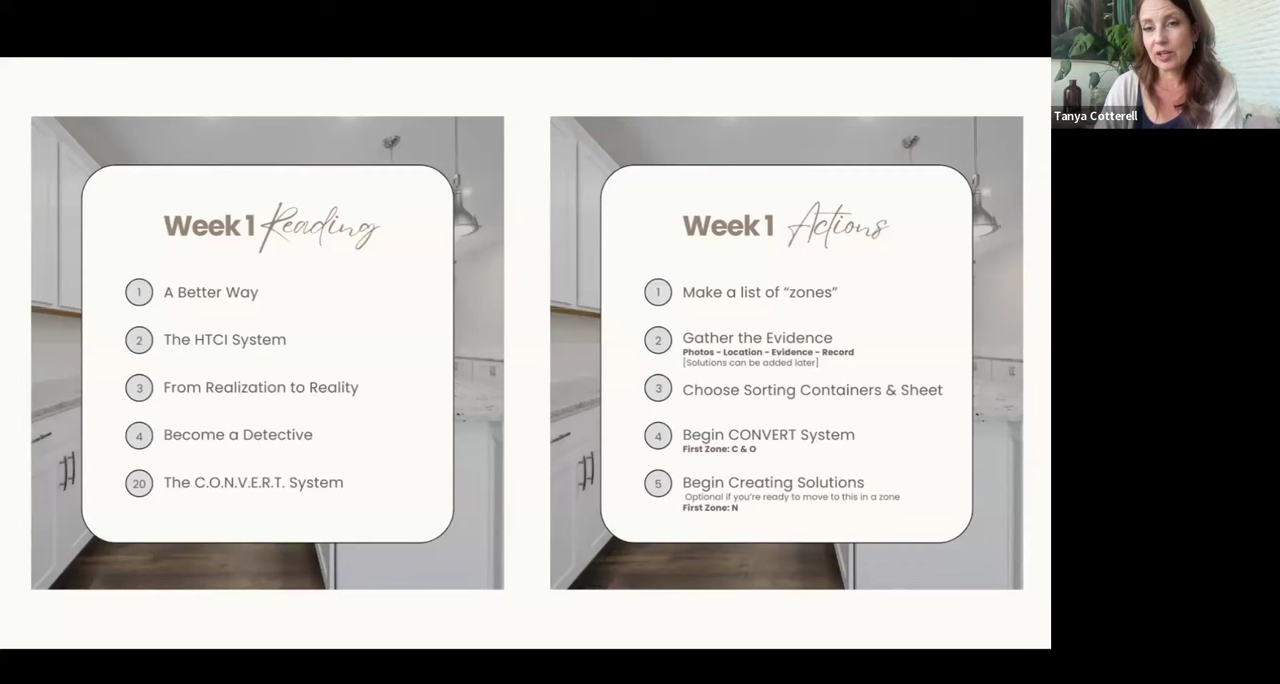 Week 1 Reading
1 A Better Way
2 The HTCI System
3 From Realization to Reality
4 Become a Detective
20 The C.O.N.V.E.R.T. System
Week 1 Actions
1 Make a list of “zones”
2 Gather the Evidence
Photos - Location - Evidence - Record
[Solutions can be added later]
3 Choose Sorting Containers & Sheet
4 Begin CONVERT System
First Zone: C & O
5 Begin Creating Solutions
Optional if you're ready to move to this in a zone
First Zone: N
Tanya Cotterell